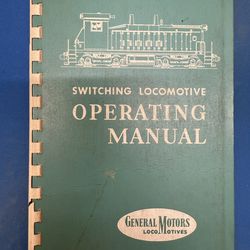 SWITCHING LOCOMOTIVE
OPERATING
MANUAL
GENERAL MOTORS
LOCOMOTIVES